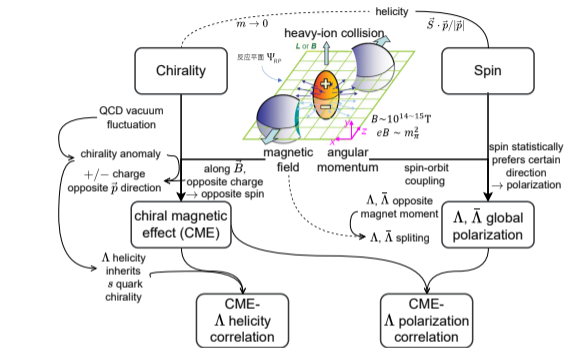 helicity
m → 0
S⃗ · p⃗/|p⃗|
heavy-ion collision
L or B
Chirality
反应平面 Ψ_RP
Spin
+
−
B~10^{14−15}T
eB ~ m_π^2
y
z
x
QCD vacuum
fluctuation
chirality anomaly
+/− charge
opposite p⃗ direction
magnetic
field
angular
momentum
along B⃗,
opposite charge
→ opposite spin
spin-orbit
coupling
spin statistically
prefers certain
direction
→ polarization
Λ, Λ̄ opposite
magnet moment
Λ, Λ̄ spliting
chiral magnetic
effect (CME)
Λ, Λ̄ global
polarization
Λ helicity
inherits
s quark
chirality
CME-
Λ helicity
correlation
CME-
Λ polarization
correlation